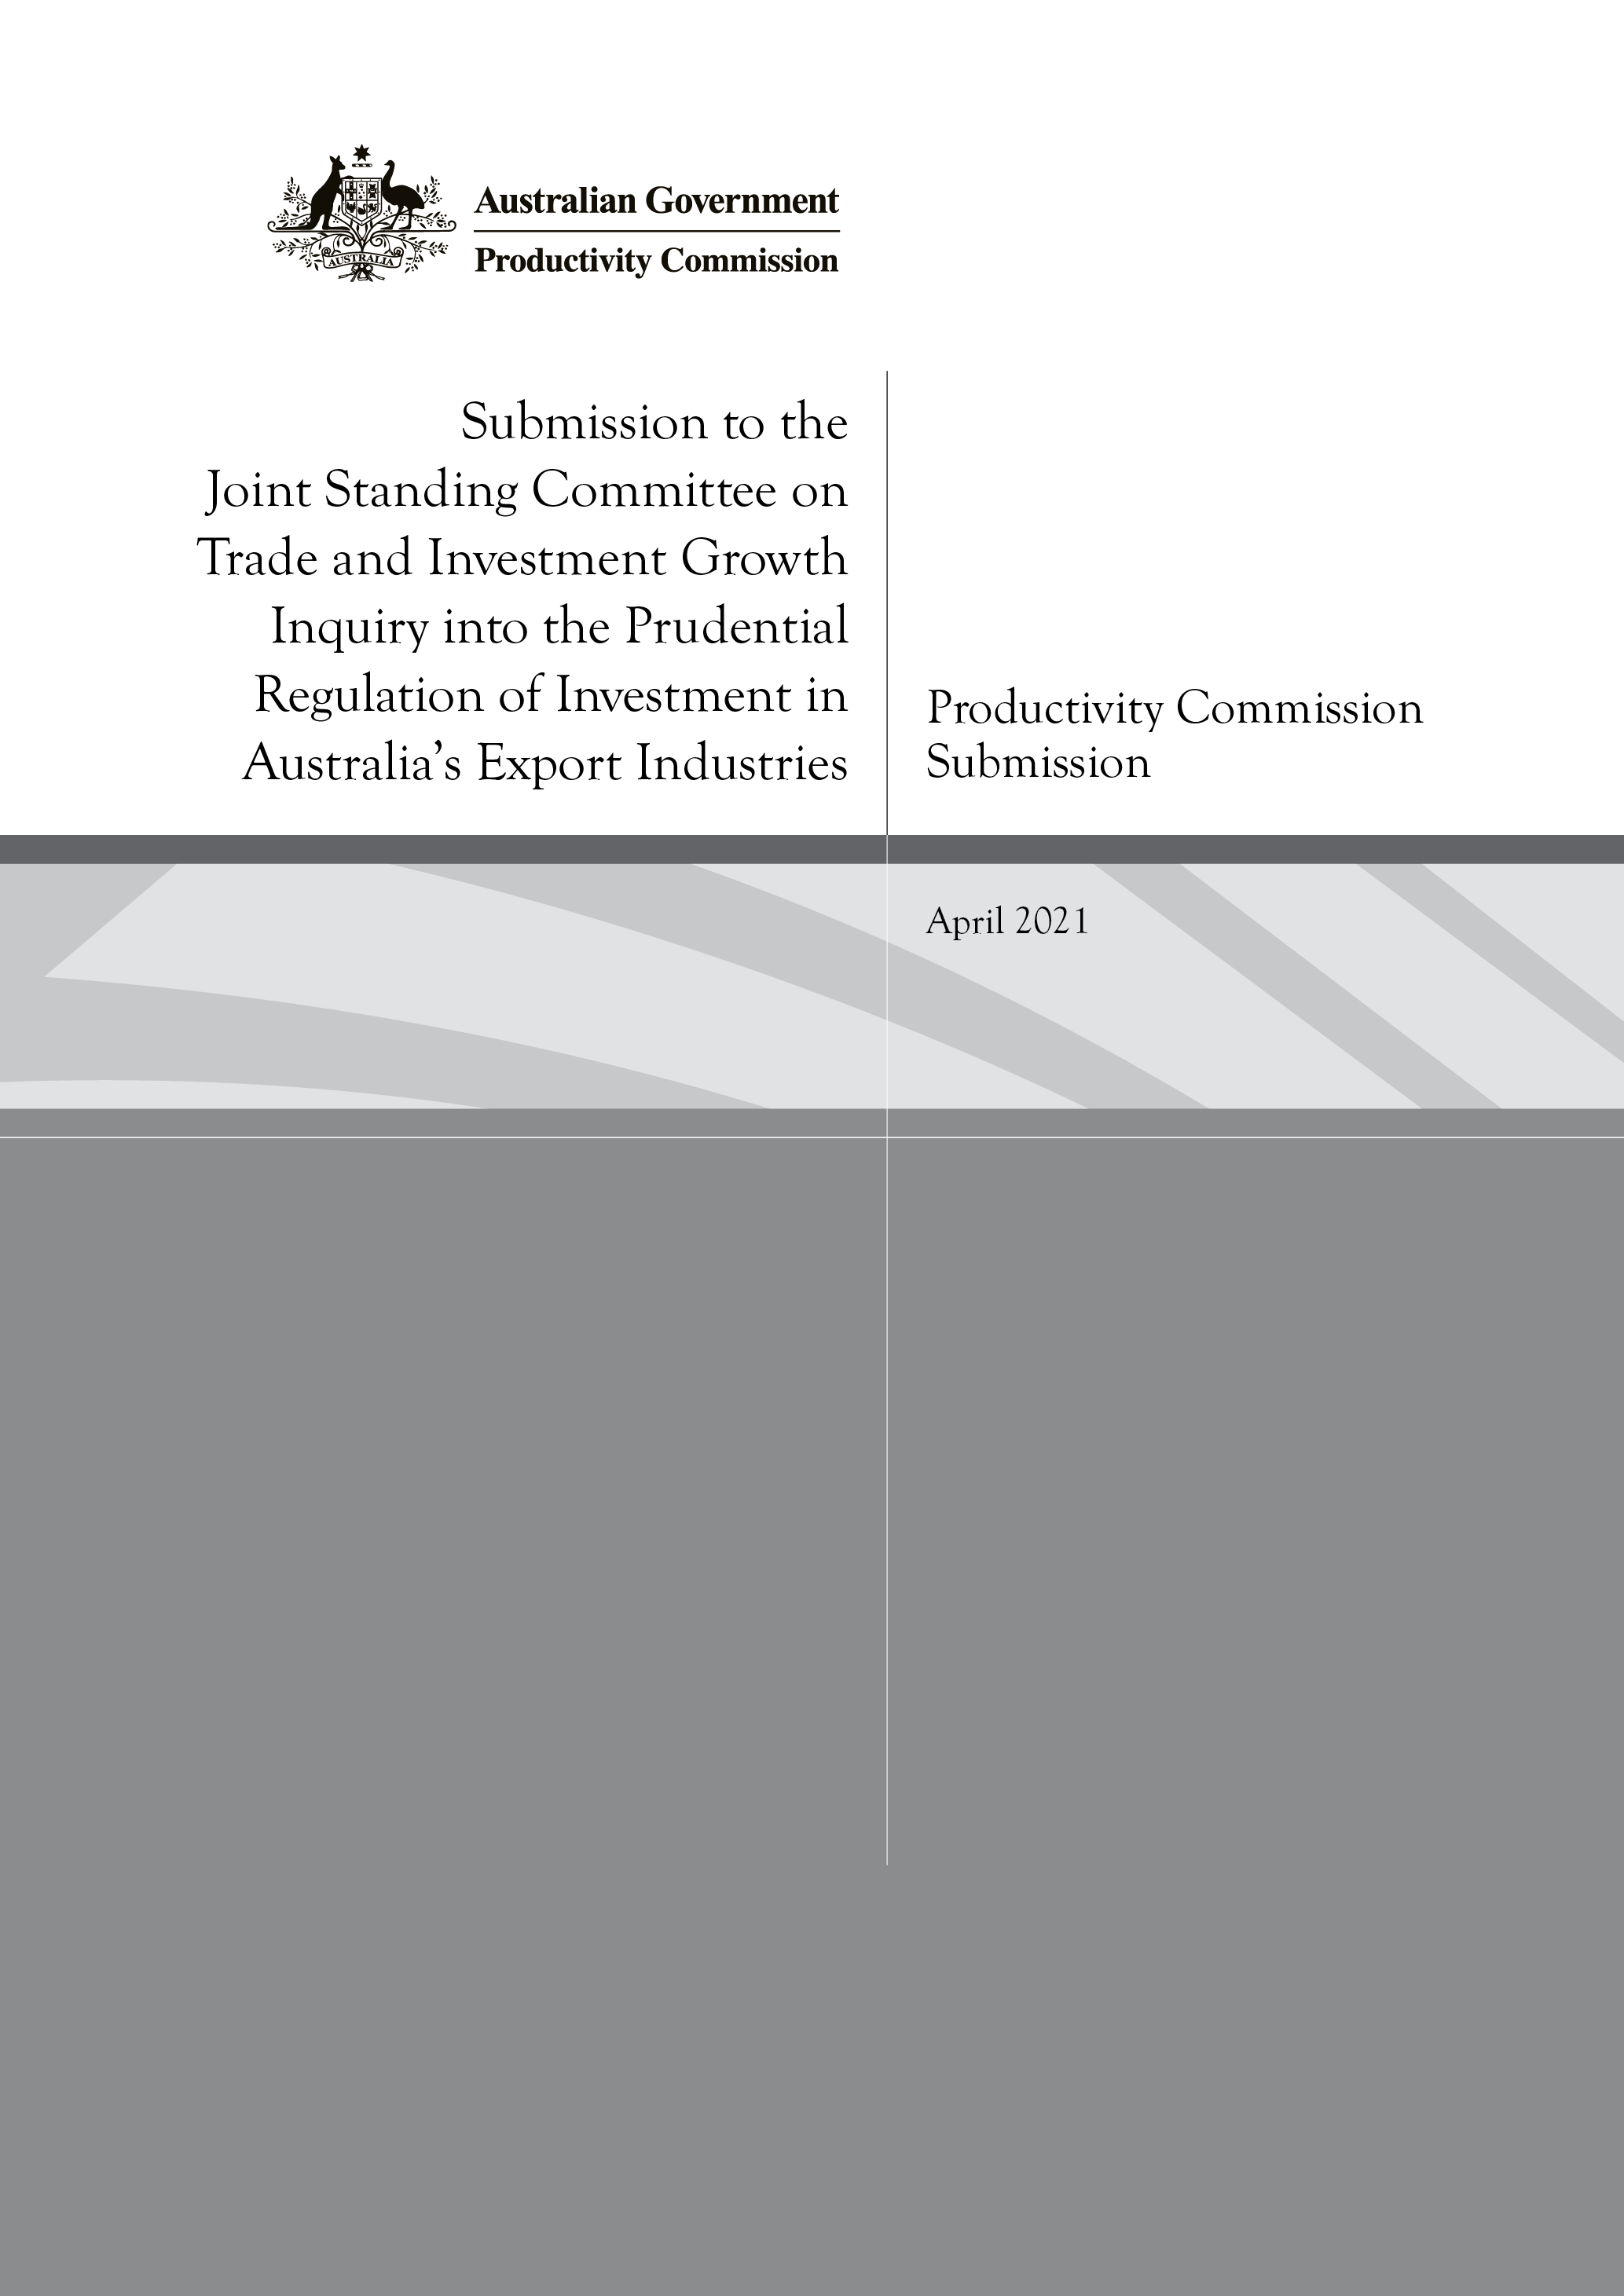 AUSTRALIA
Australian Government
Productivity Commission
Submission to the
Joint Standing Committee on
Trade and Investment Growth
Inquiry into the Prudential
Regulation of Investment in
Australia’s Export Industries
Productivity Commission
Submission
April 2021